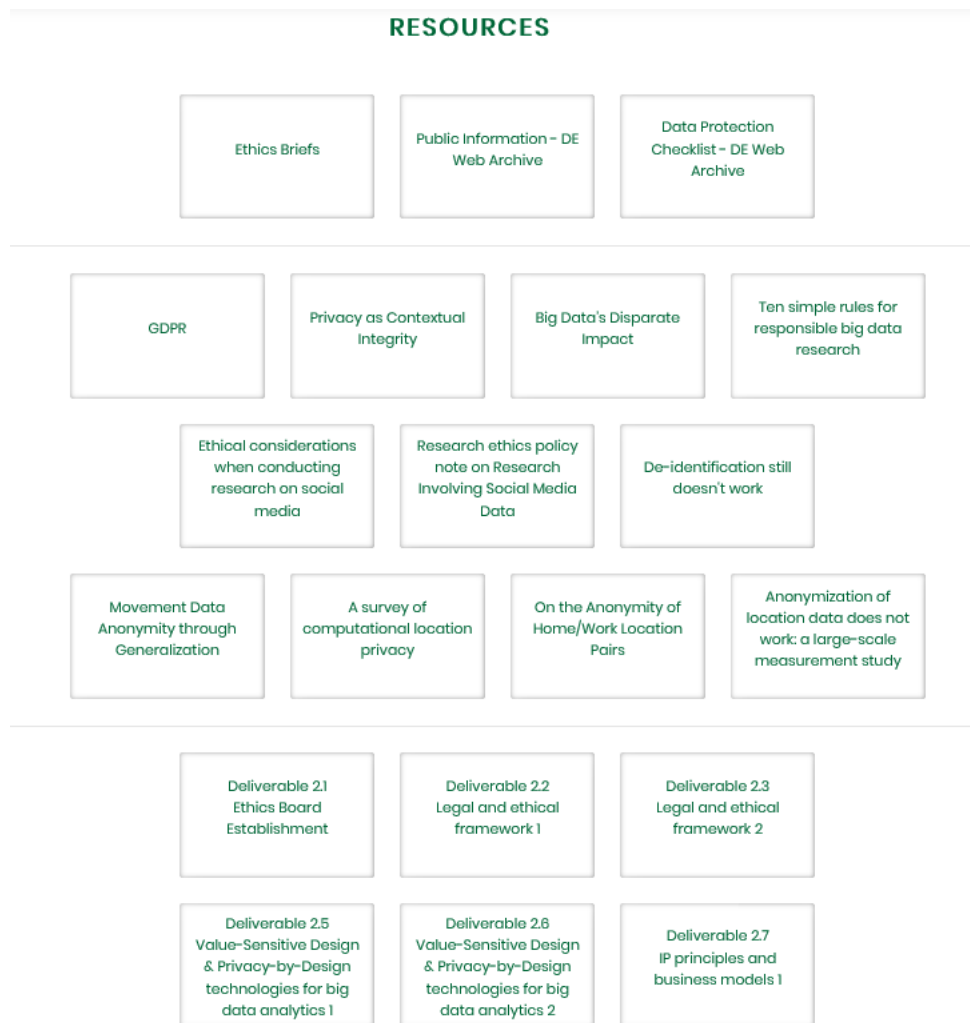 RESOURCES
Ethics Briefs
Public Information - DE
Web Archive
Data Protection
Checklist - DE Web
Archive
GDPR
Privacy as Contextual
Integrity
Big Data's Disparate
Impact
Ten simple rules for
responsible big data
research
Ethical considerations
when conducting
research on social
media
Research ethics policy
note on Research
Involving Social Media
Data
De-identification still
doesn't work
Movement Data
Anonymity through
Generalization
A survey of
computational location
privacy
On the Anonymity of
Home/Work Location
Pairs
Anonymization of
location data does not
work: a large-scale
measurement study
Deliverable 2.1
Ethics Board
Establishment
Deliverable 2.2
Legal and ethical
framework 1
Deliverable 2.3
Legal and ethical
framework 2
Deliverable 2.5
Value-Sensitive Design
& Privacy-by-Design
technologies for big
data analytics 1
Deliverable 2.6
Value-Sensitive Design
& Privacy-by-Design
technologies for big
data analytics 2
Deliverable 2.7
IP principles and
business models 1